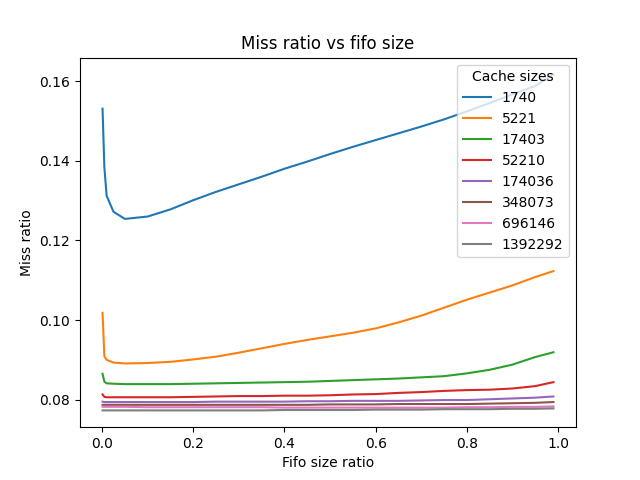 Miss ratio vs fifo size
Cache sizes
1740
5221
17403
52210
174036
348073
696146
1392292
0.16
0.14
0.12
0.10
0.08
Miss ratio
0.0 0.2 0.4 0.6 0.8 1.0
Fifo size ratio